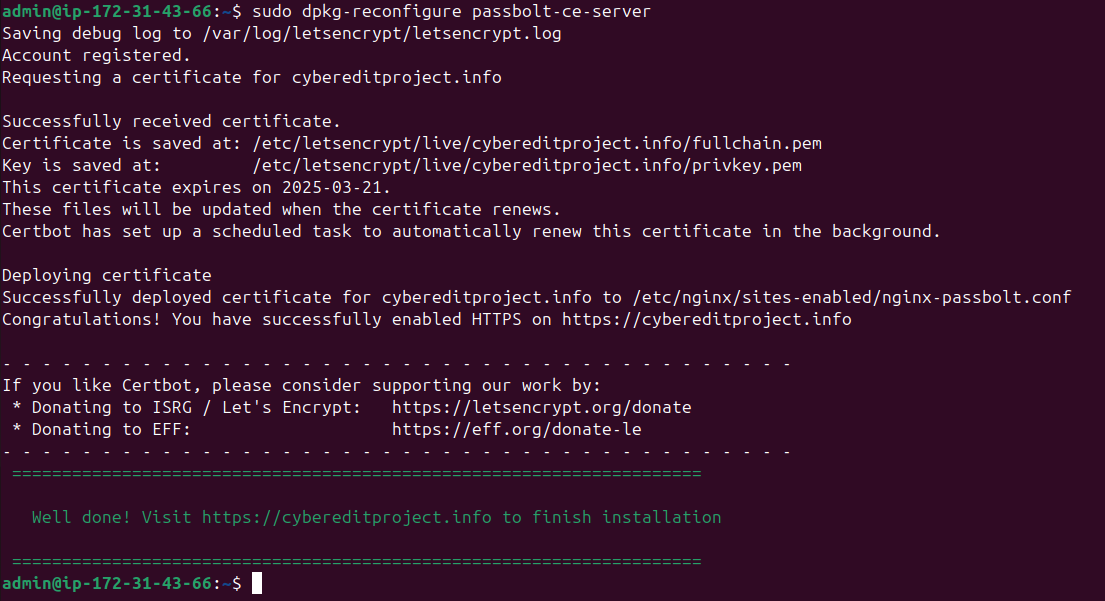 admin@ip-172-31-43-66:~$ sudo dpkg-reconfigure passbolt-ce-server
Saving debug log to /var/log/letsencrypt/letsencrypt.log
Account registered.
Requesting a certificate for cybereditproject.info
Successfully received certificate.
Certificate is saved at: /etc/letsencrypt/live/cybereditproject.info/fullchain.pem
Key is saved at:         /etc/letsencrypt/live/cybereditproject.info/privkey.pem
This certificate expires on 2025-03-21.
These files will be updated when the certificate renews.
Certbot has set up a scheduled task to automatically renew this certificate in the background.
Deploying certificate
Successfully deployed certificate for cybereditproject.info to /etc/nginx/sites-enabled/nginx-passbolt.conf
Congratulations! You have successfully enabled HTTPS on https://cybereditproject.info
- - - - - - - - - - - - - - - - - - - - - - - - - - - - - - - - - - - - - - - -
If you like Certbot, please consider supporting our work by:
 * Donating to ISRG / Let's Encrypt:   https://letsencrypt.org/donate
 * Donating to EFF:                    https://eff.org/donate-le
- - - - - - - - - - - - - - - - - - - - - - - - - - - - - - - - - - - - - - - -
=====================================================================
Well done! Visit https://cybereditproject.info to finish installation
=====================================================================
admin@ip-172-31-43-66:~$